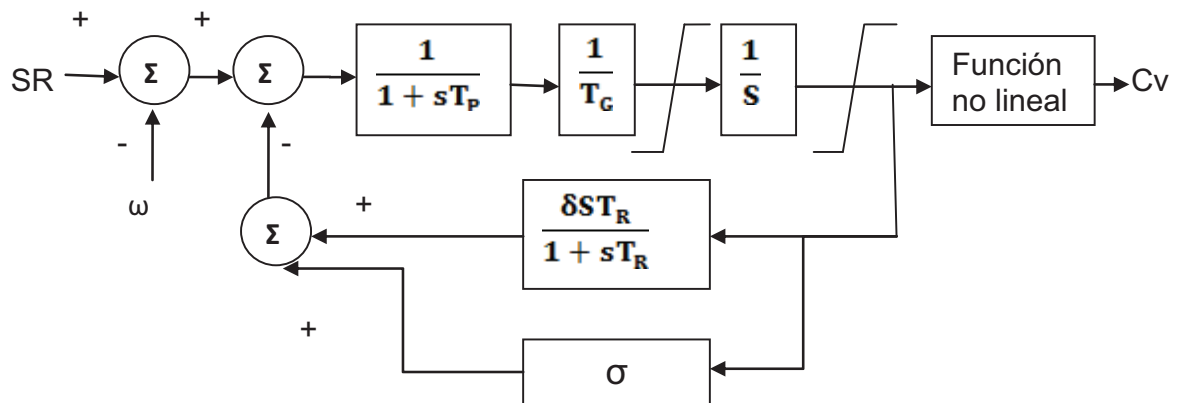 + +
SR Σ Σ 1 / 1 + sT_P 1 / T_G 1 / S Función no lineal Cv
- -
ω
Σ + δST_R / 1 + sT_R
+
σ